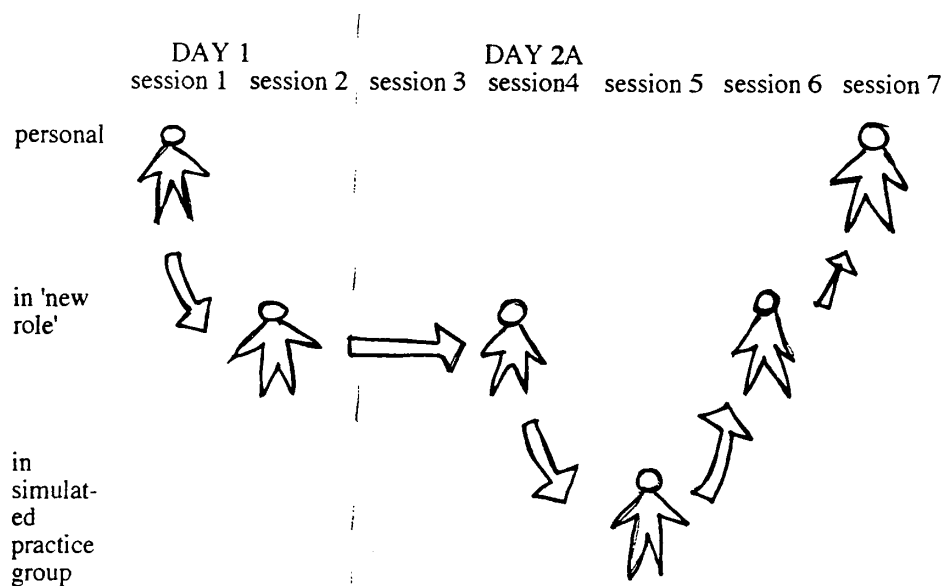 DAY 1 DAY 2A
session 1 session 2 session 3 session4 session 5 session 6 session 7
personal
in 'new
role'
in
simulat-
ed
practice
group